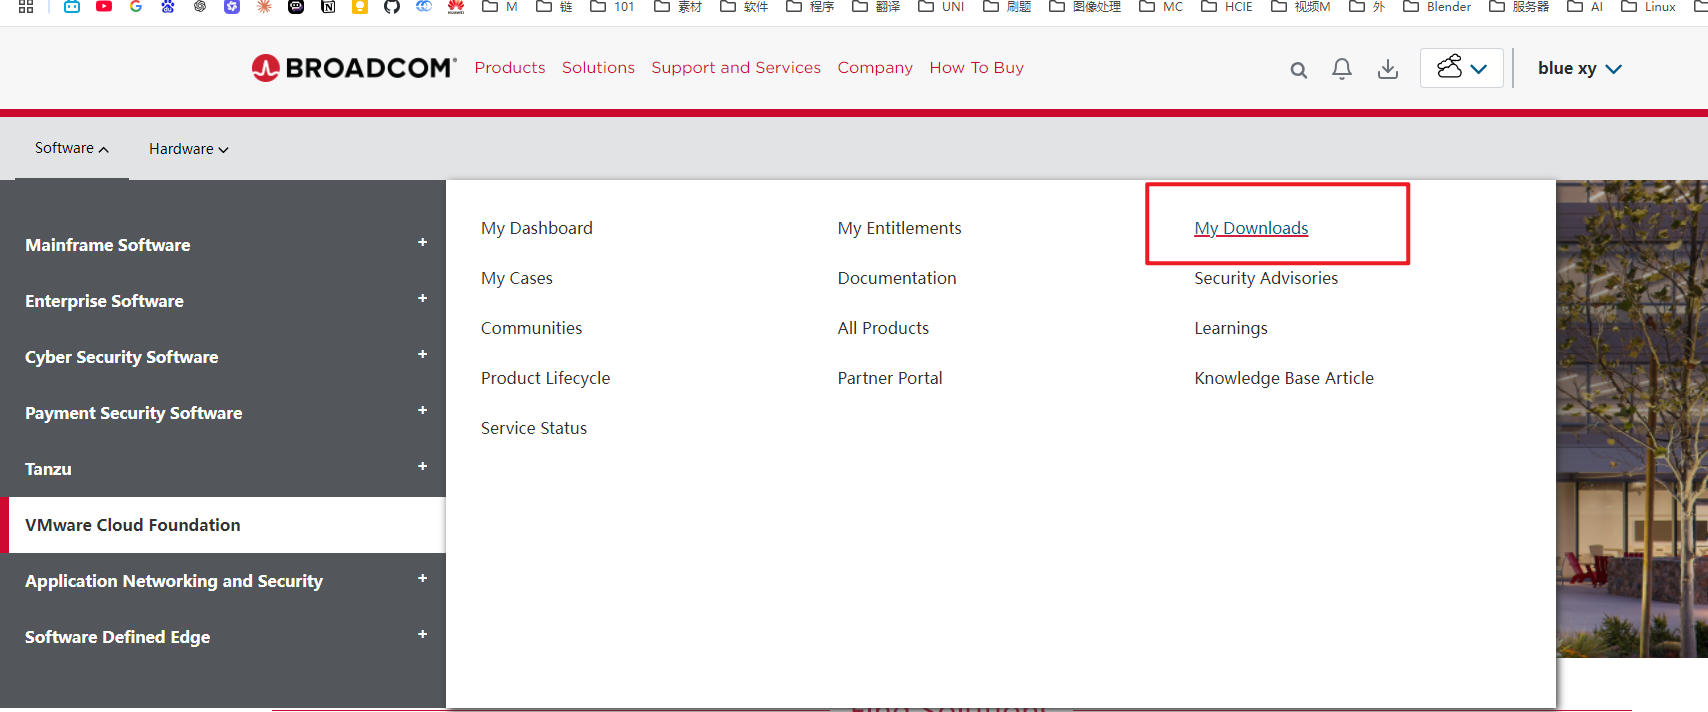 M 链 101 素材 软件 程序 翻译 UNI 刷题 图像处理 MC HCIE 视频M 外 Blender 服务器 AI Linux
BROADCOM Products Solutions Support and Services Company How To Buy blue xy
Software Hardware
Mainframe Software +
Enterprise Software +
Cyber Security Software +
Payment Security Software +
Tanzu +
VMware Cloud Foundation
Application Networking and Security +
Software Defined Edge +
My Dashboard My Entitlements My Downloads
My Cases Documentation Security Advisories
Communities All Products Learnings
Product Lifecycle Partner Portal Knowledge Base Article
Service Status